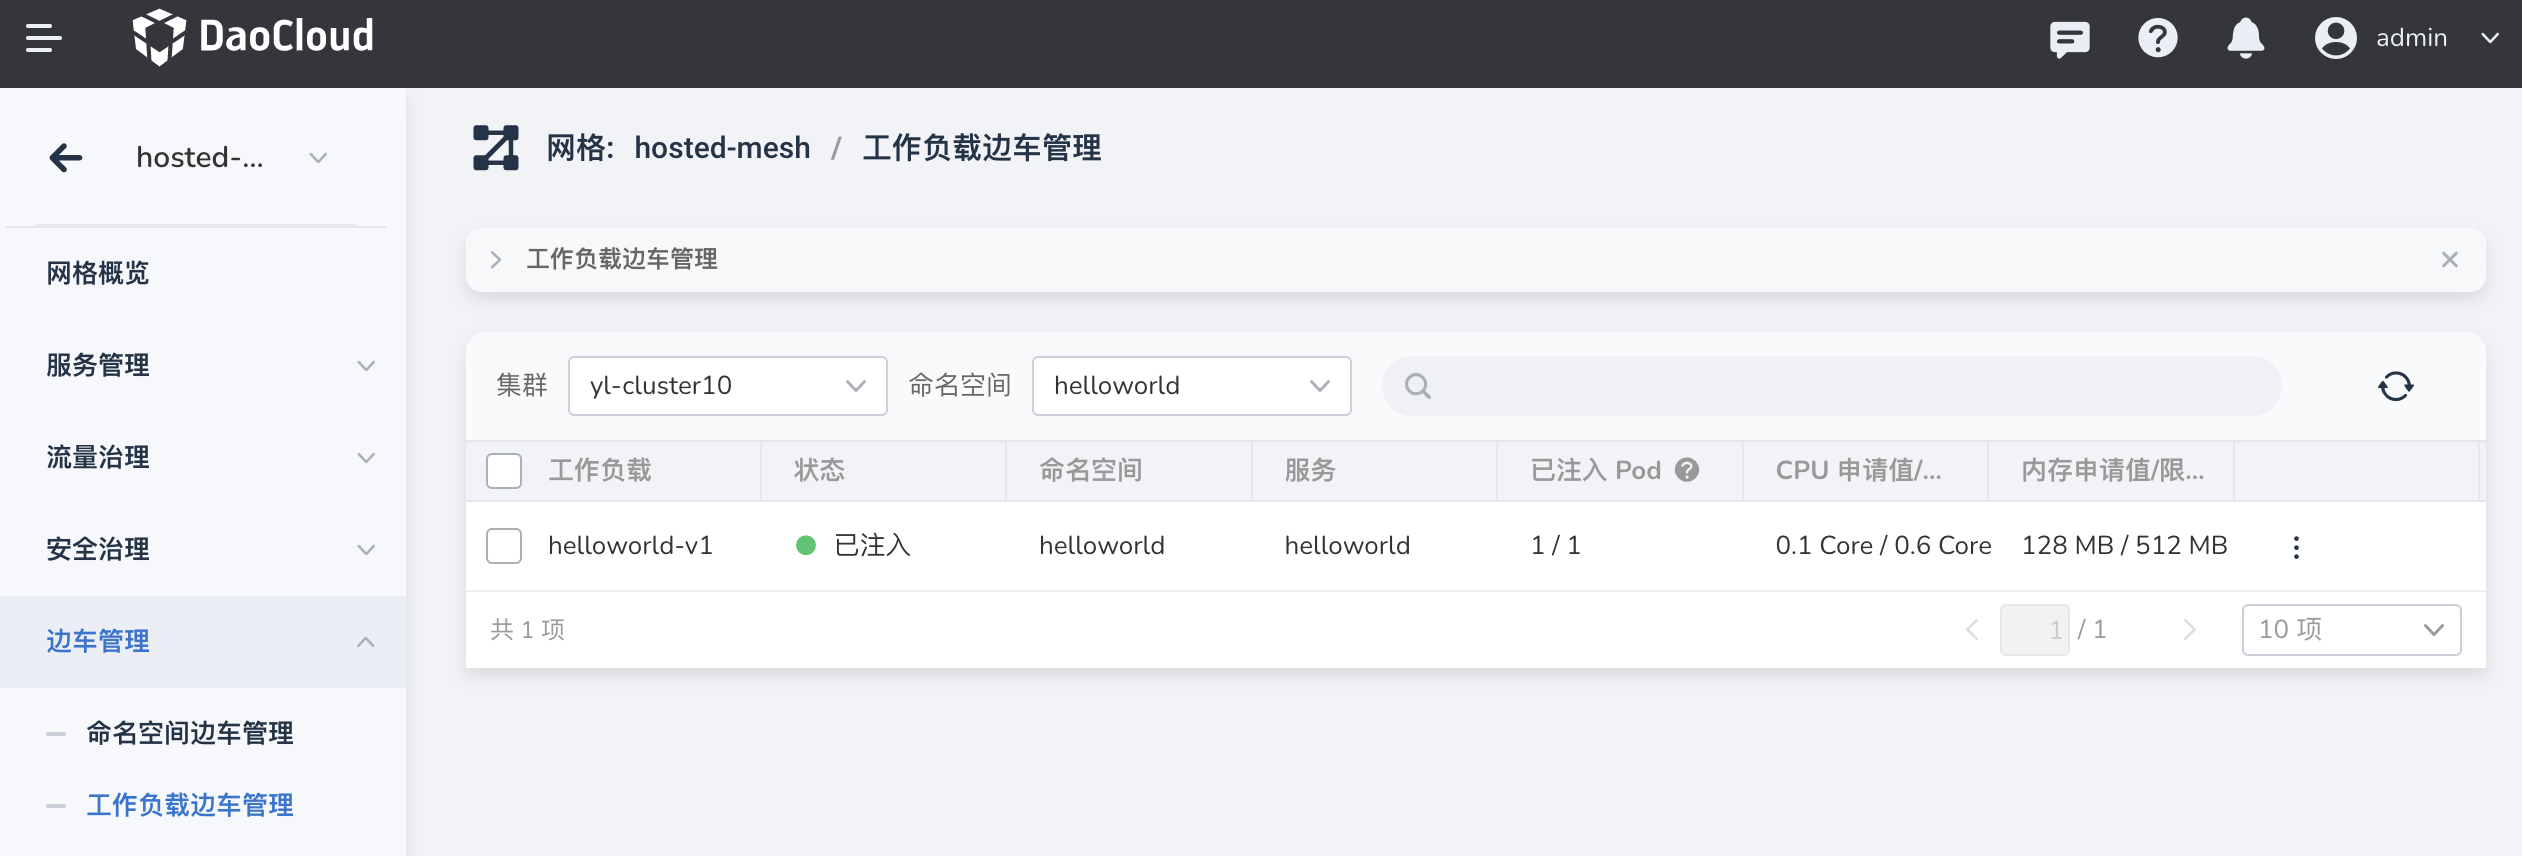 DaoCloud
admin
hosted-...
网格: hosted-mesh / 工作负载边车管理
网格概览
服务管理
流量治理
安全治理
边车管理
命名空间边车管理
工作负载边车管理
工作负载边车管理
集群 yl-cluster10 命名空间 helloworld
工作负载 状态 命名空间 服务 已注入 Pod CPU 申请值/... 内存申请值/限...
helloworld-v1 已注入 helloworld helloworld 1 / 1 0.1 Core / 0.6 Core 128 MB / 512 MB
共 1 项 1 / 1 10 项